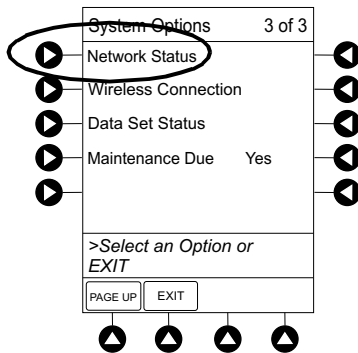 System Options 3 of 3
Network Status
Wireless Connection
Data Set Status
Maintenance Due Yes
>Select an Option or
EXIT
PAGE UP EXIT